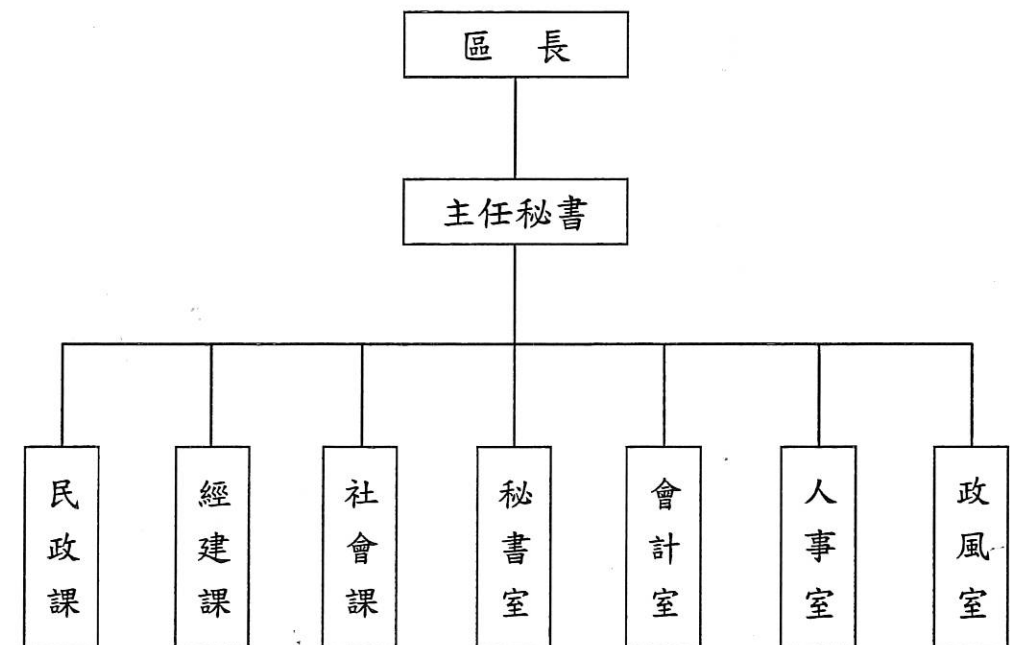 區 長
主任秘書
民政課
經建課
社會課
秘書室
會計室
人事室
政風室